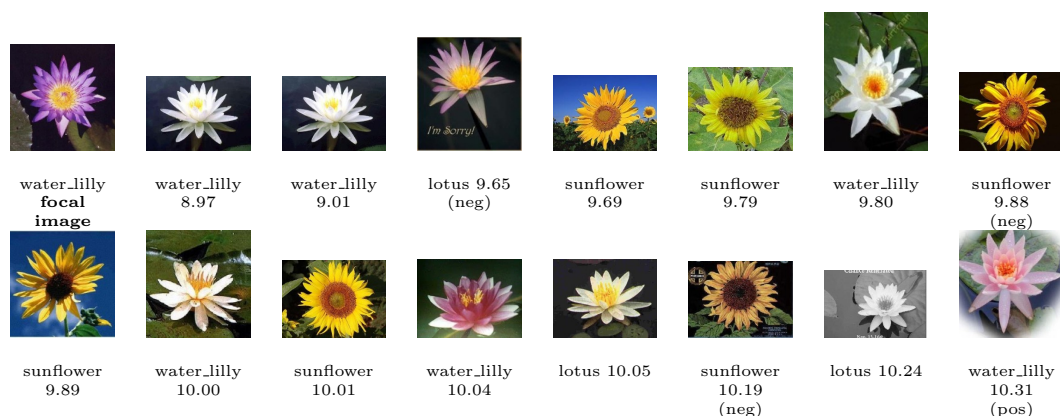 I'm Sorry!
water_lilly
focal
image
water_lilly
8.97
water_lilly
9.01
lotus 9.65
(neg)
sunflower
9.69
sunflower
9.79
water_lilly
9.80
sunflower
9.88
(neg)
sunflower
9.89
water_lilly
10.00
sunflower
10.01
water_lilly
10.04
lotus 10.05
sunflower
10.19
(neg)
lotus 10.24
water_lilly
10.31
(pos)